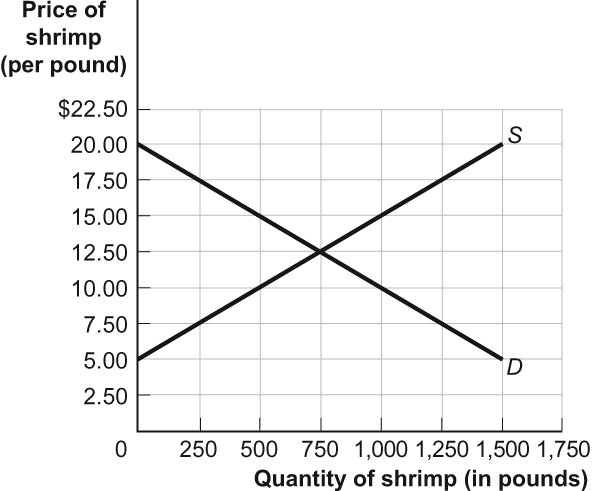 Price of
shrimp
(per pound)
$22.50
20.00
17.50
15.00
12.50
10.00
7.50
5.00
2.50
S
D
0 250 500 750 1,000 1,250 1,500 1,750
Quantity of shrimp (in pounds)